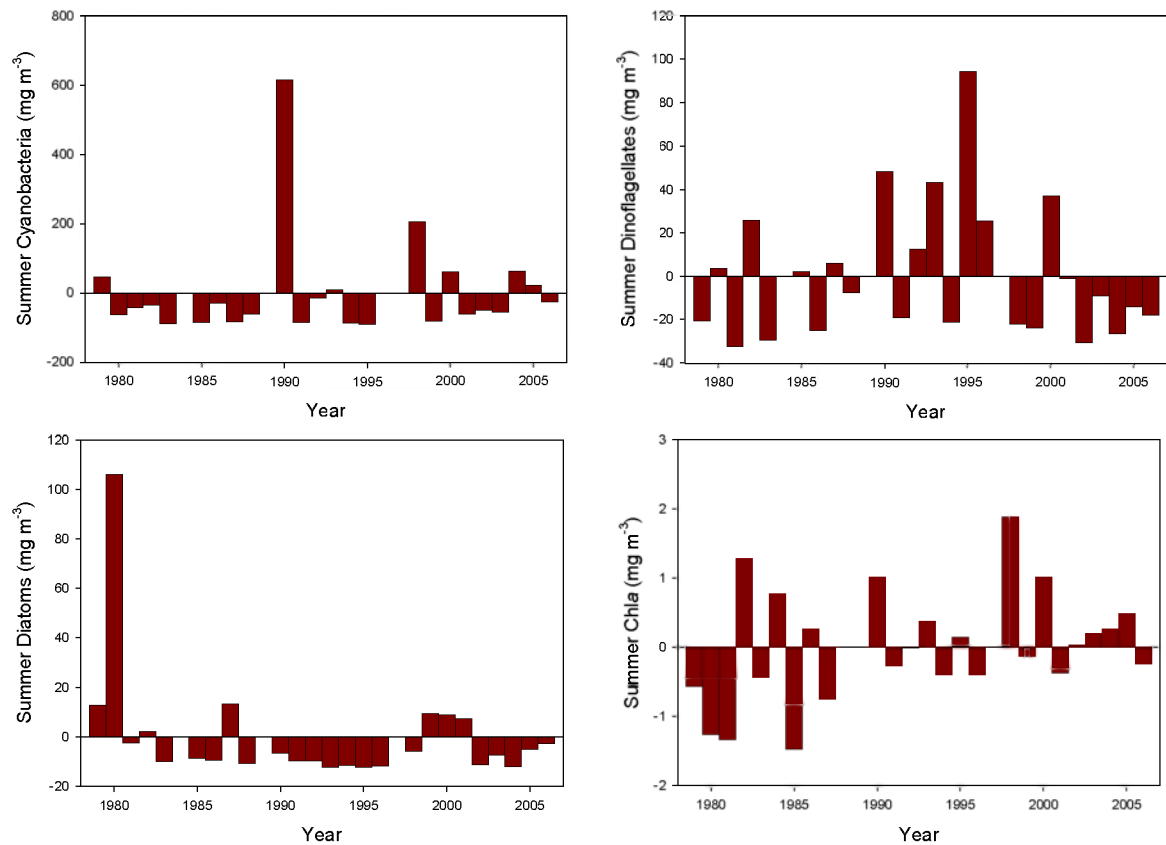 Summer Cyanobacteria (mg m-3)
800
600
400
200
0
-200
1980 1985 1990 1995 2000 2005
Year
Summer Dinoflagellates (mg m-3)
120
100
80
60
40
20
0
-20
-40
1980 1985 1990 1995 2000 2005
Year
Summer Diatoms (mg m-3)
120
100
80
60
40
20
0
-20
1980 1985 1990 1995 2000 2005
Year
Summer Chla (mg m-3)
3
2
1
0
-1
-2
1980 1985 1990 1995 2000 2005
Year